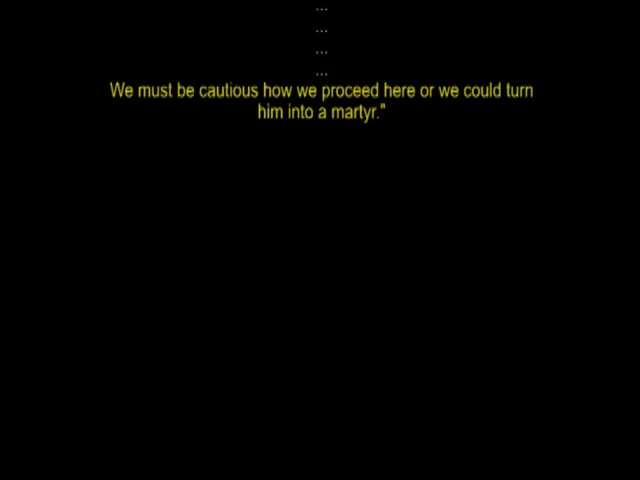 ...
...
...
...
We must be cautious how we proceed here or we could turn
him into a martyr."